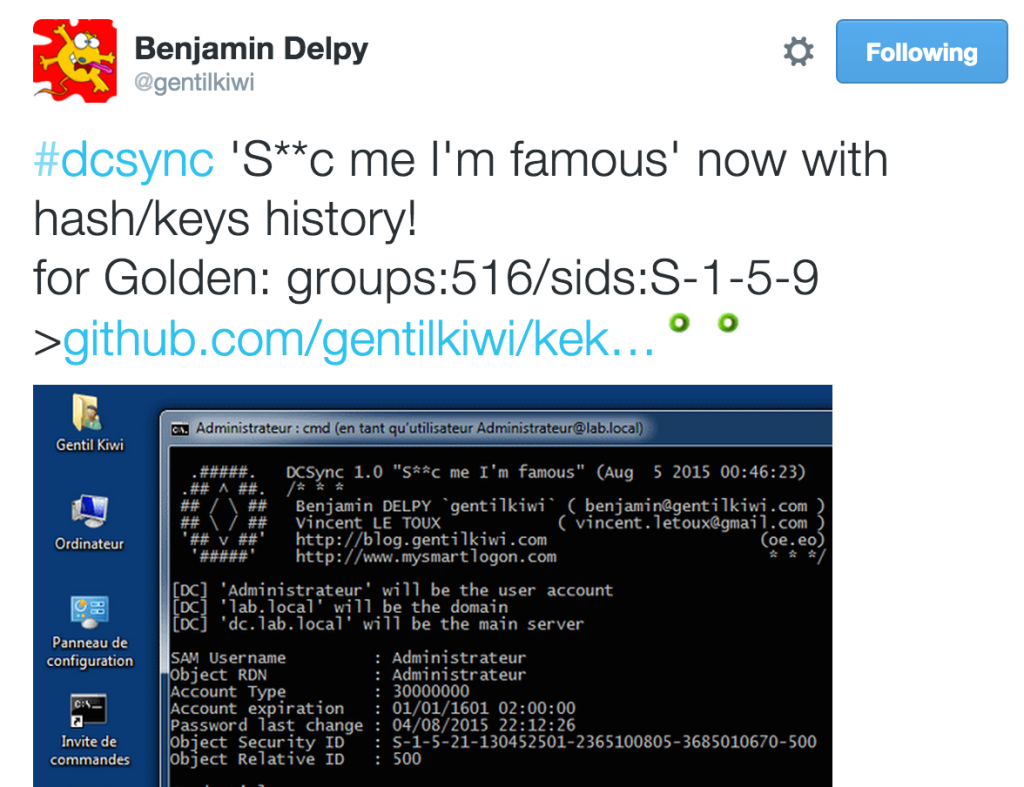 Benjamin Delpy
@gentilkiwi
Following
#dcsync 'S**c me I'm famous' now with
hash/keys history!
for Golden: groups:516/sids:S-1-5-9
>github.com/gentilkiwi/kek...
Gentil Kiwi
Ordinateur
Panneau de
configuration
Invite de
commandes
Administrateur : cmd (en tant qu'utilisateur Administrateur@lab.local)
.#####.   DCSync 1.0 "S**c me I'm famous" (Aug  5 2015 00:46:23)
.## ^ ##.  /* * *
## / \ ##   Benjamin DELPY `gentilkiwi` ( benjamin@gentilkiwi.com )
## \ / ##   Vincent LE TOUX             ( vincent.letoux@gmail.com )
'## v ##'   http://blog.gentilkiwi.com                      (oe.eo)
'#####'    http://www.mysmartlogon.com                     * * */
[DC] 'Administrateur' will be the user account
[DC] 'lab.local' will be the domain
[DC] 'dc.lab.local' will be the main server
SAM Username         : Administrateur
Object RDN           : Administrateur
Account Type         : 30000000
Account expiration   : 01/01/1601 02:00:00
Password last change : 04/08/2015 22:12:26
Object Security ID   : S-1-5-21-130452501-2365100805-3685010670-500
Object Relative ID   : 500